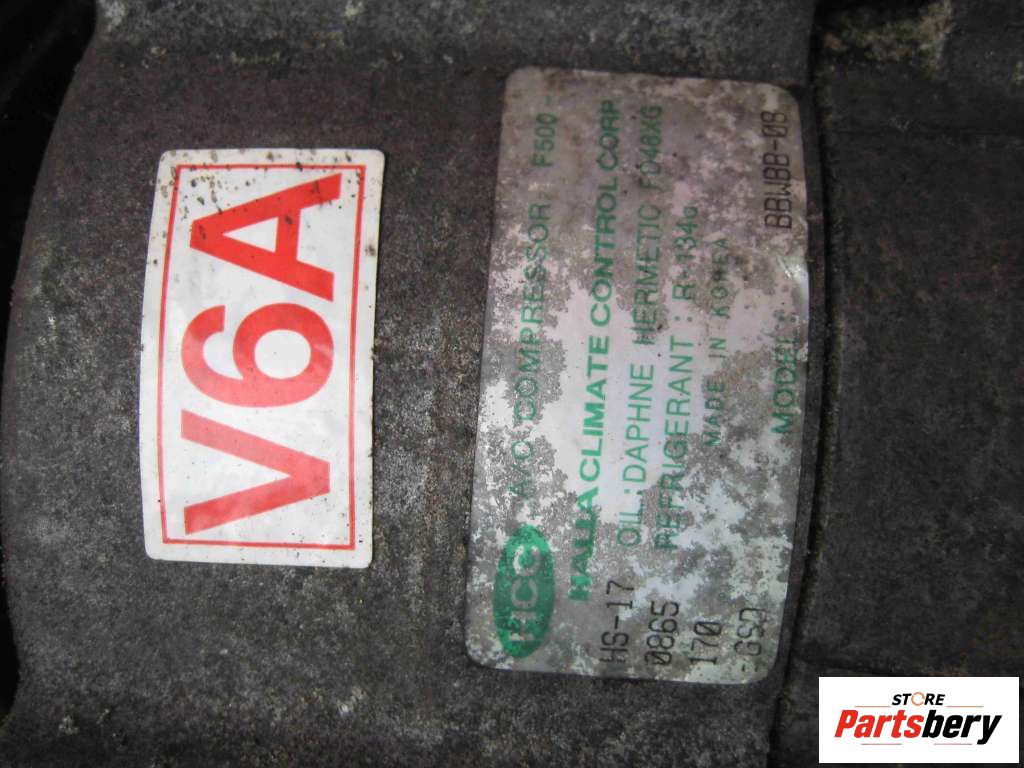 V6A
HCC A/C COMPRESSOR F500 -
HALLA CLIMATE CONTROL CORP
HS-17 OIL : DAPHNE HERMETIC
0865 REFRIGERANT : R-134a
170 MADE IN KOREA
GSD MODEL : BBWBB-08
STORE
Partsbery